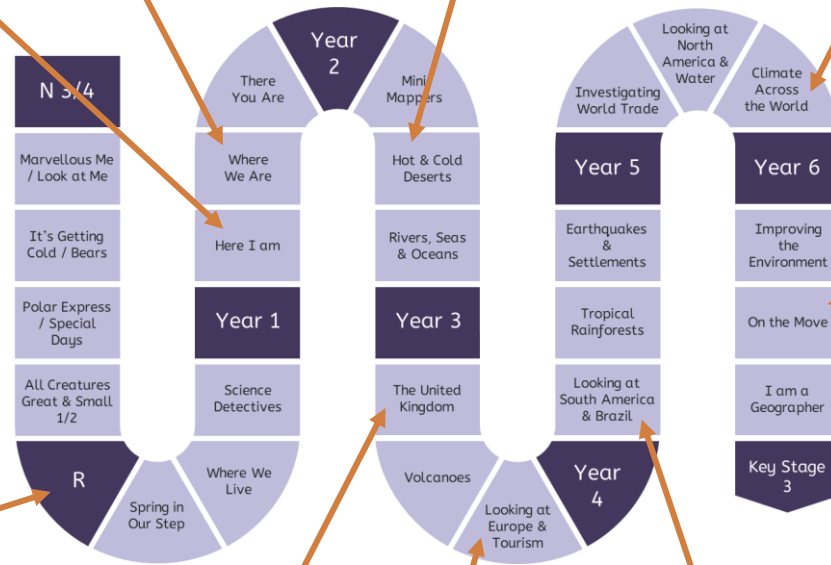 N 3/4
Marvellous Me
/ Look at Me
It's Getting
Cold / Bears
Polar Express
/ Special
Days
All Creatures
Great & Small
1/2
R
Spring in
Our Step
Where We
Live
Science
Detectives
Year 1
Here I am
Where
We Are
There
You Are
Year
2
Mini
Mappers
Hot & Cold
Deserts
Rivers, Seas
& Oceans
Year 3
The United
Kingdom
Volcanoes
Looking at
Europe &
Tourism
Year
4
Looking at
South America
& Brazil
Tropical
Rainforests
Earthquakes
&
Settlements
Year 5
Investigating
World Trade
Looking at
North
America &
Water
Climate
Across
the World
Year 6
Improving
the
Environment
On the Move
I am a
Geographer
Key Stage
3